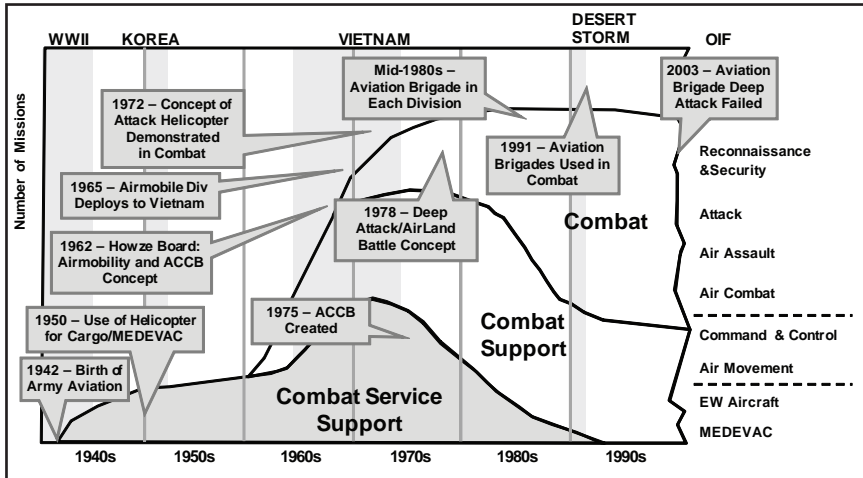 WWII
KOREA
VIETNAM
DESERT
STORM
OIF
Number of Missions
1972 – Concept of
Attack Helicopter
Demonstrated
in Combat
Mid-1980s –
Aviation Brigade in
Each Division
2003 – Aviation
Brigade Deep
Attack Failed
1965 – Airmobile Div
Deploys to Vietnam
1991 – Aviation
Brigades Used in
Combat
1962 – Howze Board:
Airmobility and ACCB
Concept
1978 – Deep
Attack/AirLand
Battle Concept
1950 – Use of Helicopter
for Cargo/MEDEVAC
1975 – ACCB
Created
1942 – Birth of
Army Aviation
Combat
Combat
Support
Combat Service
Support
Reconnaissance
&Security
Attack
Air Assault
Air Combat
Command & Control
Air Movement
EW Aircraft
MEDEVAC
1940s
1950s
1960s
1970s
1980s
1990s